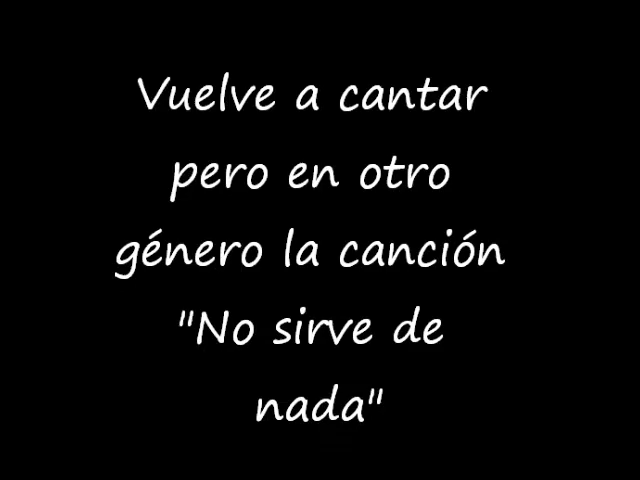 Vuelve a cantar
pero en otro
género la canción
"No sirve de
nada"